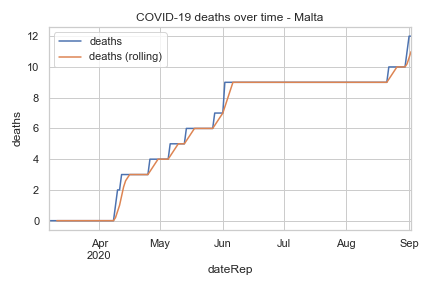 COVID-19 deaths over time - Malta
deaths
deaths (rolling)
12
10
8
6
4
2
0
deaths
Apr
2020
May
Jun
Jul
Aug
Sep
dateRep